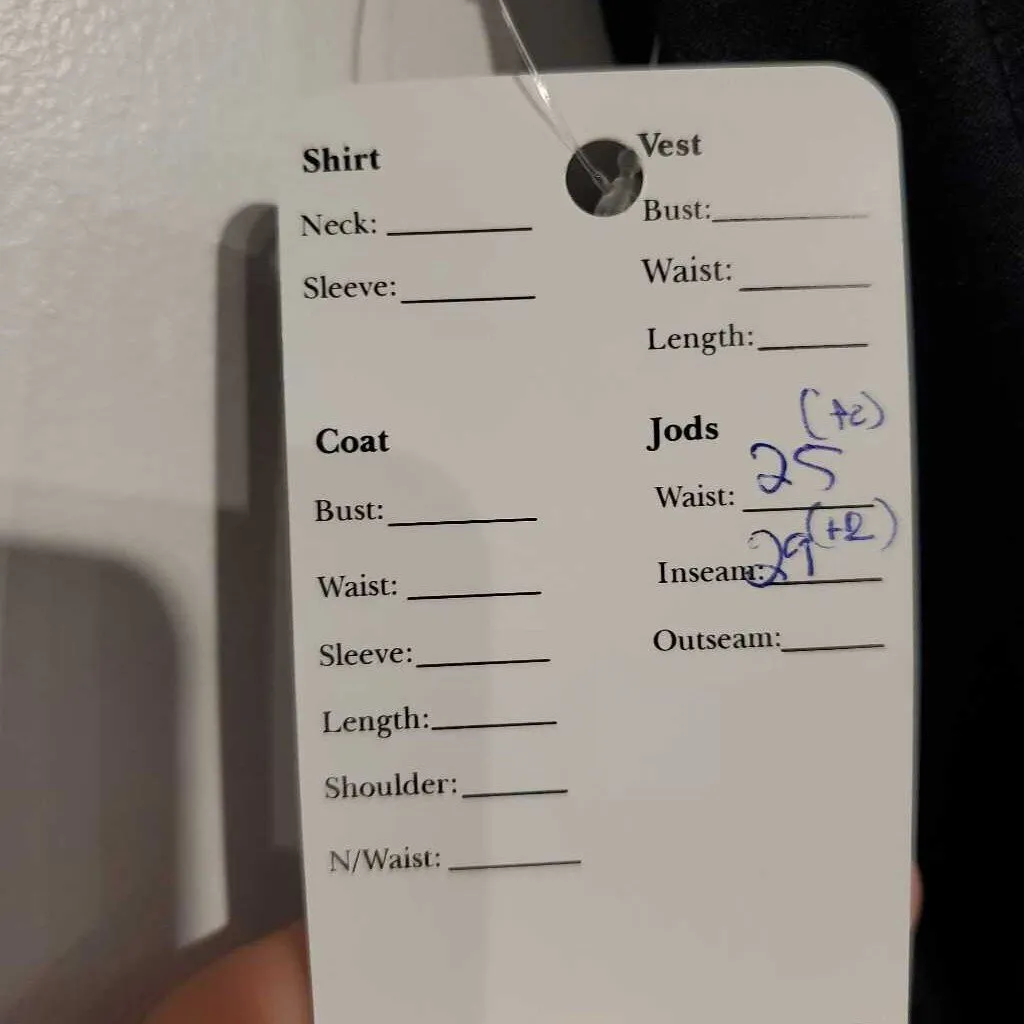 Shirt
Neck:
Sleeve:
Vest
Bust:
Waist:
Length:
Coat
Bust:
Waist:
Sleeve:
Length:
Shoulder:
N/Waist:
Jods
Waist: 25
Inseam: 29 (+2)
Outseam: